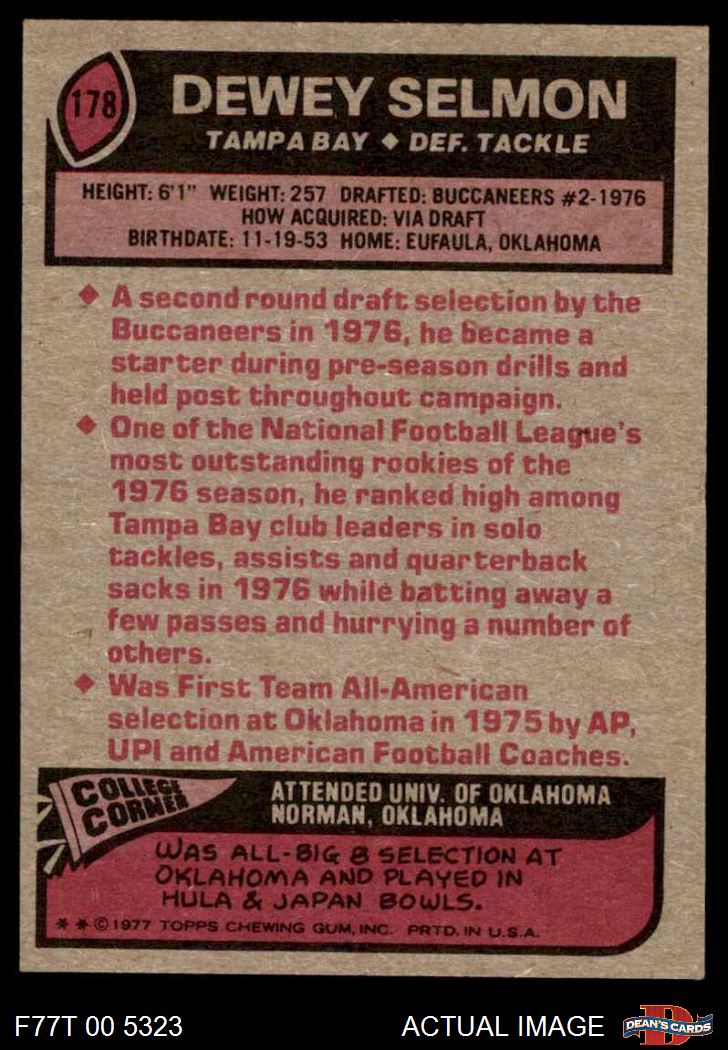 178
DEWEY SELMON
TAMPA BAY ♦ DEF. TACKLE
HEIGHT: 6'1" WEIGHT: 257 DRAFTED: BUCCANEERS #2-1976
HOW ACQUIRED: VIA DRAFT
BIRTHDATE: 11-19-53 HOME: EUFAULA, OKLAHOMA
♦ A second round draft selection by the
Buccaneers in 1976, he became a
starter during pre-season drills and
held post throughout campaign.
♦ One of the National Football League's
most outstanding rookies of the
1976 season, he ranked high among
Tampa Bay club leaders in solo
tackles, assists and quarterback
sacks in 1976 while batting away a
few passes and hurrying a number of
others.
♦ Was First Team All-American
selection at Oklahoma in 1975 by AP,
UPI and American Football Coaches.
COLLEGE
CORNER
ATTENDED UNIV. OF OKLAHOMA
NORMAN, OKLAHOMA
WAS ALL-BIG 8 SELECTION AT
OKLAHOMA AND PLAYED IN
HULA & JAPAN BOWLS.
* * © 1977 TOPPS CHEWING GUM, INC. PRTD. IN U.S.A.
F77T 00 5323
ACTUAL IMAGE
D
DEAN'S CARDS